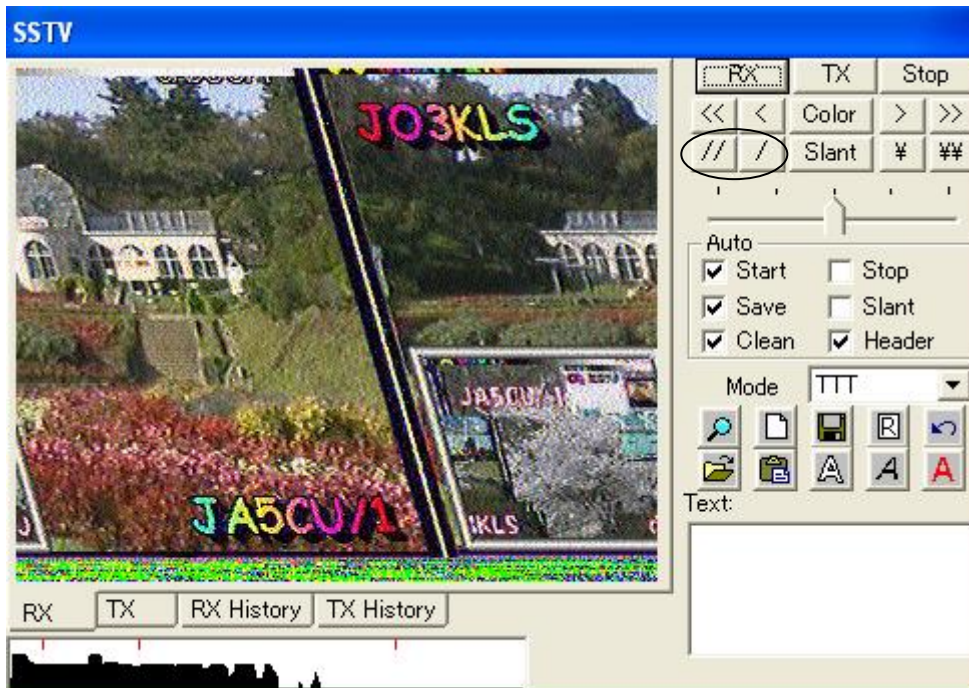 SSTV
JO3KLS
JA5CU/1
JA5CU/1
KLS
RX TX Stop
<< < Color > >>
// / Slant ¥ ¥¥
Auto
Start Stop
Save Slant
Clean Header
Mode TTT
R
A A A
Text:
RX TX RX History TX History